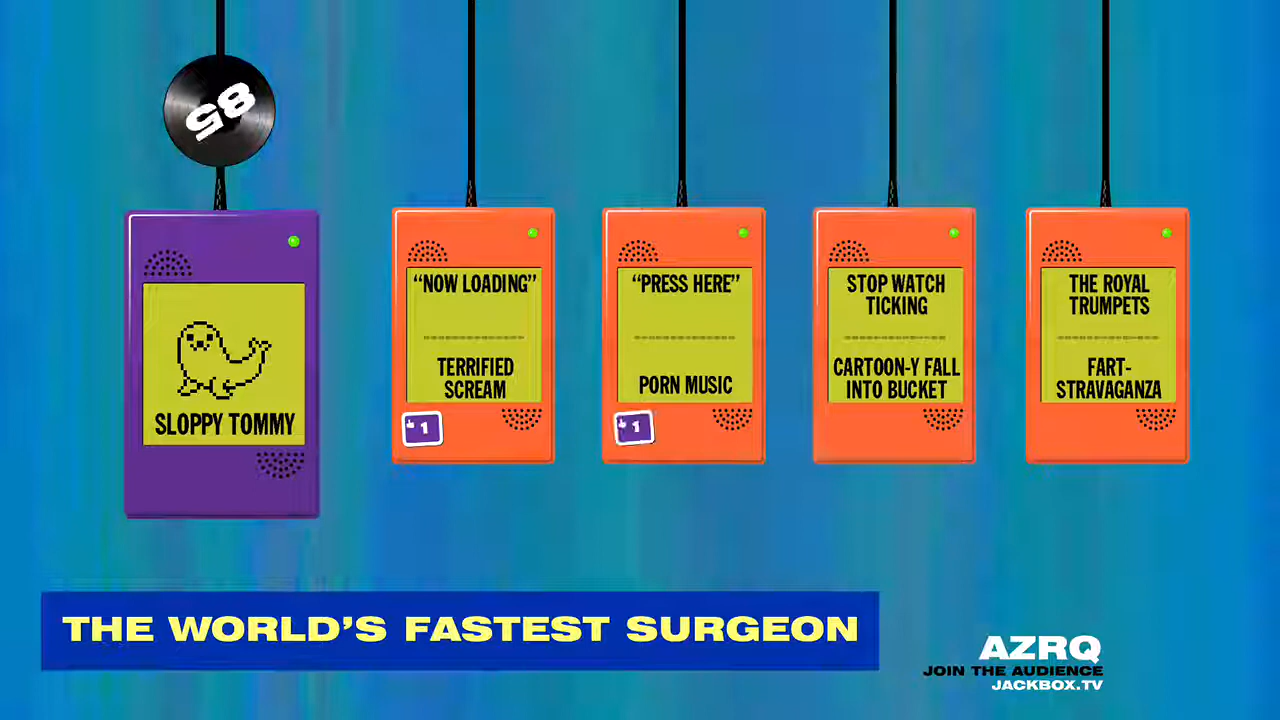 85
SLOPPY TOMMY
“NOW LOADING”
TERRIFIED
SCREAM
1
“PRESS HERE”
PORN MUSIC
1
STOP WATCH
TICKING
CARTOON-Y FALL
INTO BUCKET
THE ROYAL
TRUMPETS
FART-
STRAVAGANZA
THE WORLD’S FASTEST SURGEON
AZRQ
JOIN THE AUDIENCE
JACKBOX.TV